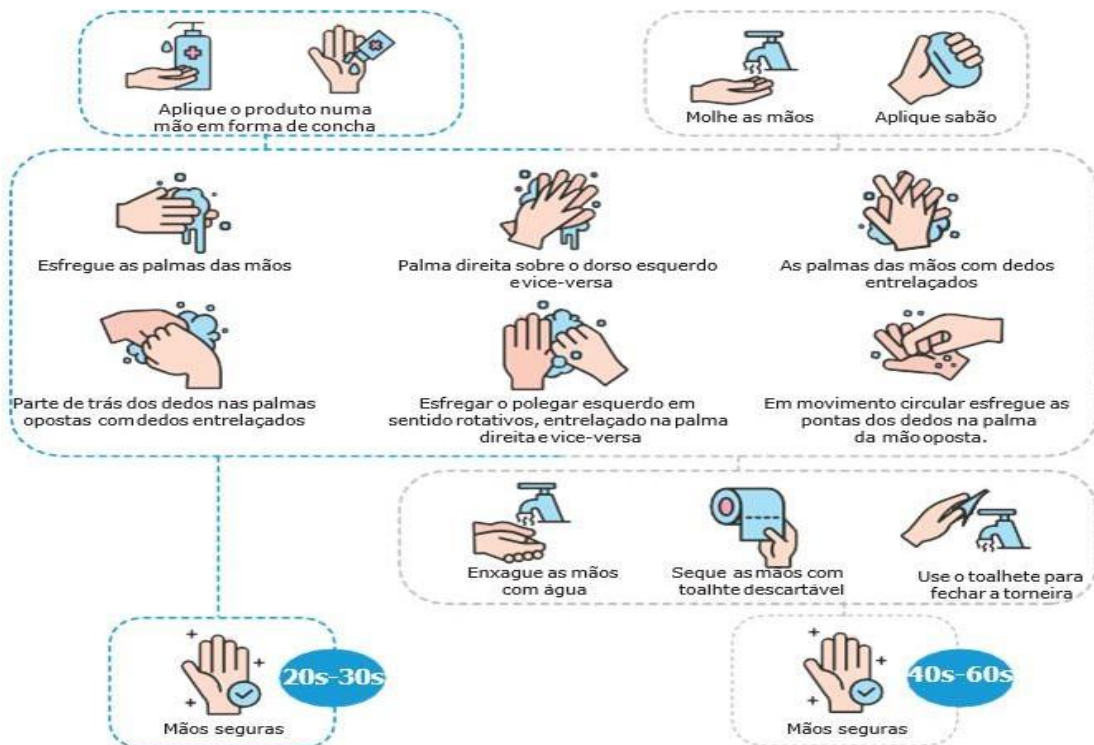 Aplique o produto numa
mão em forma de concha
Molhe as mãos
Aplique sabão
Esfregue as palmas das mãos
Palma direita sobre o dorso esquerdo
e vice-versa
As palmas das mãos com dedos
entrelaçados
Parte de trás dos dedos nas palmas
opostas com dedos entrelaçados
Esfregar o polegar esquerdo em
sentido rotativos, entrelaçado na palma
direita e vice-versa
Em movimento circular esfregue as
pontas dos dedos na palma
da mão oposta.
Enxague as mãos
com água
Seque as mãos com
toalhte descartável
Use o toalhete para
fechar a torneira
20s-30s
Mãos seguras
40s-60s
Mãos seguras